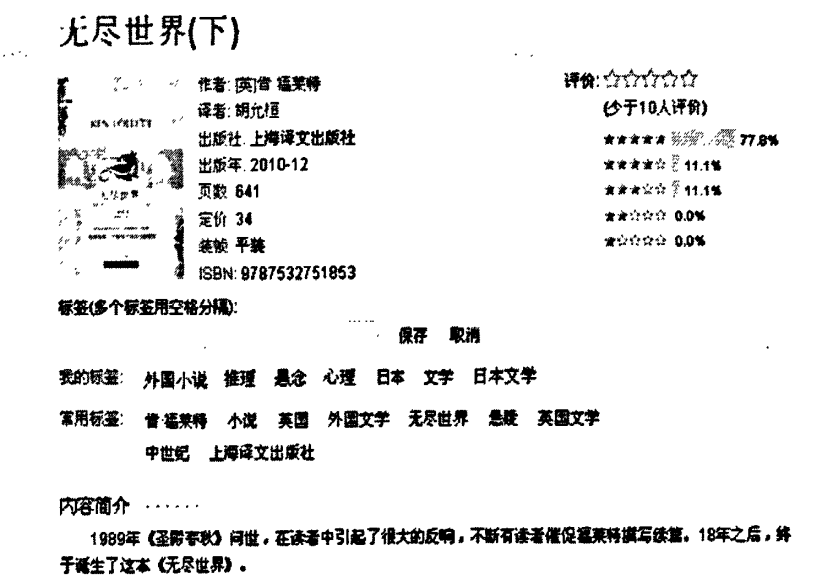 无尽世界(下)
作者: [英]肯·福莱特
译者: 胡允桓
出版社. 上海译文出版社
出版年. 2010-12
页数 641
定价 34
装帧 平装
ISBN: 9787532751853
评价: ☆☆☆☆☆
(少于10人评价)
★★★★★ 77.8%
★★★★☆ 11.1%
★★★☆☆ 11.1%
★★☆☆☆ 0.0%
★☆☆☆☆ 0.0%
KEN FOLLETT
无尽世界
标签(多个标签用空格分隔):
保存 取消
我的标签: 外国小说 推理 悬念 心理 日本 文学 日本文学
常用标签: 肯·福莱特 小说 英国 外国文学 无尽世界 悬疑 英国文学
中世纪 上海译文出版社
内容简介 · · · · · ·
1989年《圣殿春秋》问世，在读者中引起了很大的反响，不断有读者催促福莱特撰写续篇。18年之后，终
于诞生了这本《无尽世界》。